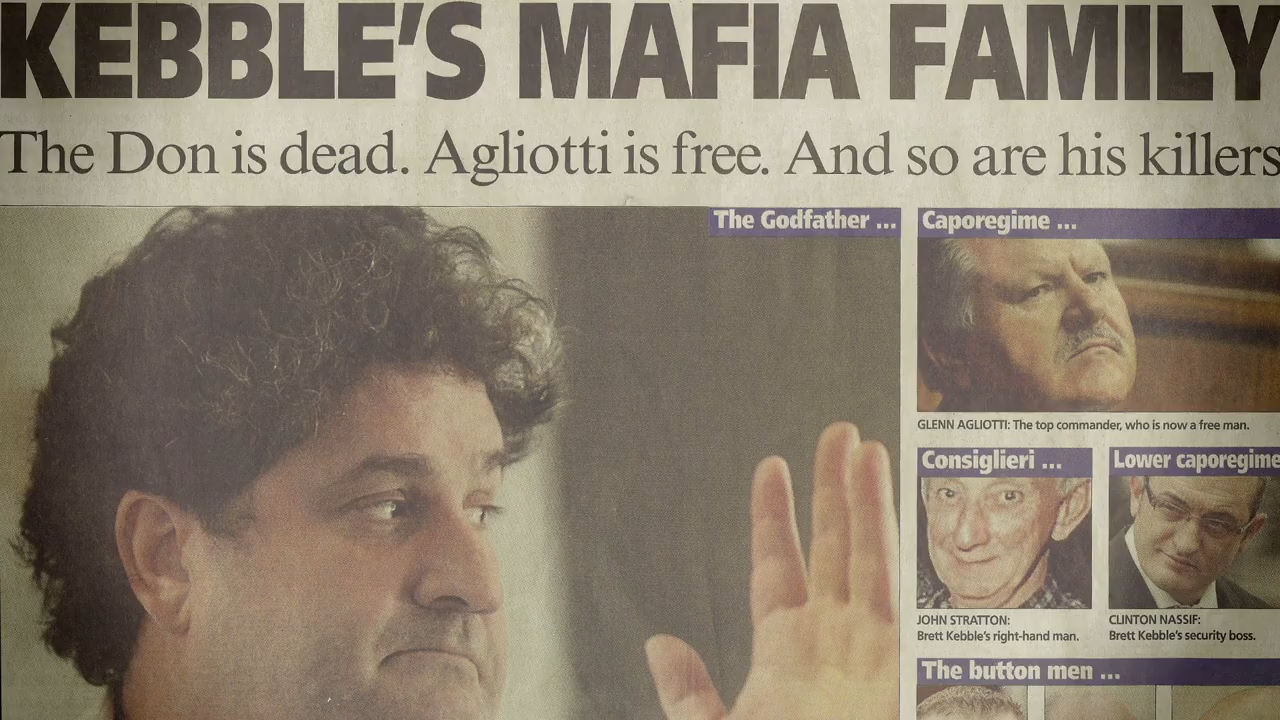 KEBBLE'S MAFIA FAMILY
The Don is dead. Agliotti is free. And so are his killers
The Godfather ...
Caporegime ...
GLENN AGLIOTTI: The top commander, who is now a free man.
Consiglieri ...
Lower caporegime
JOHN STRATTON:
Brett Kebble's right-hand man.
CLINTON NASSIF:
Brett Kebble's security boss.
The button men ...